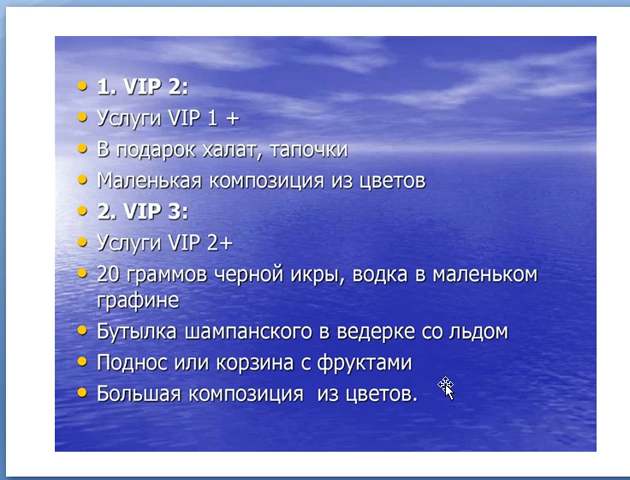 1. VIP 2:
Услуги VIP 1 +
В подарок халат, тапочки
Маленькая композиция из цветов
2. VIP 3:
Услуги VIP 2+
20 граммов черной икры, водка в маленьком
графине
Бутылка шампанского в ведерке со льдом
Поднос или корзина с фруктами
Большая композиция  из цветов.